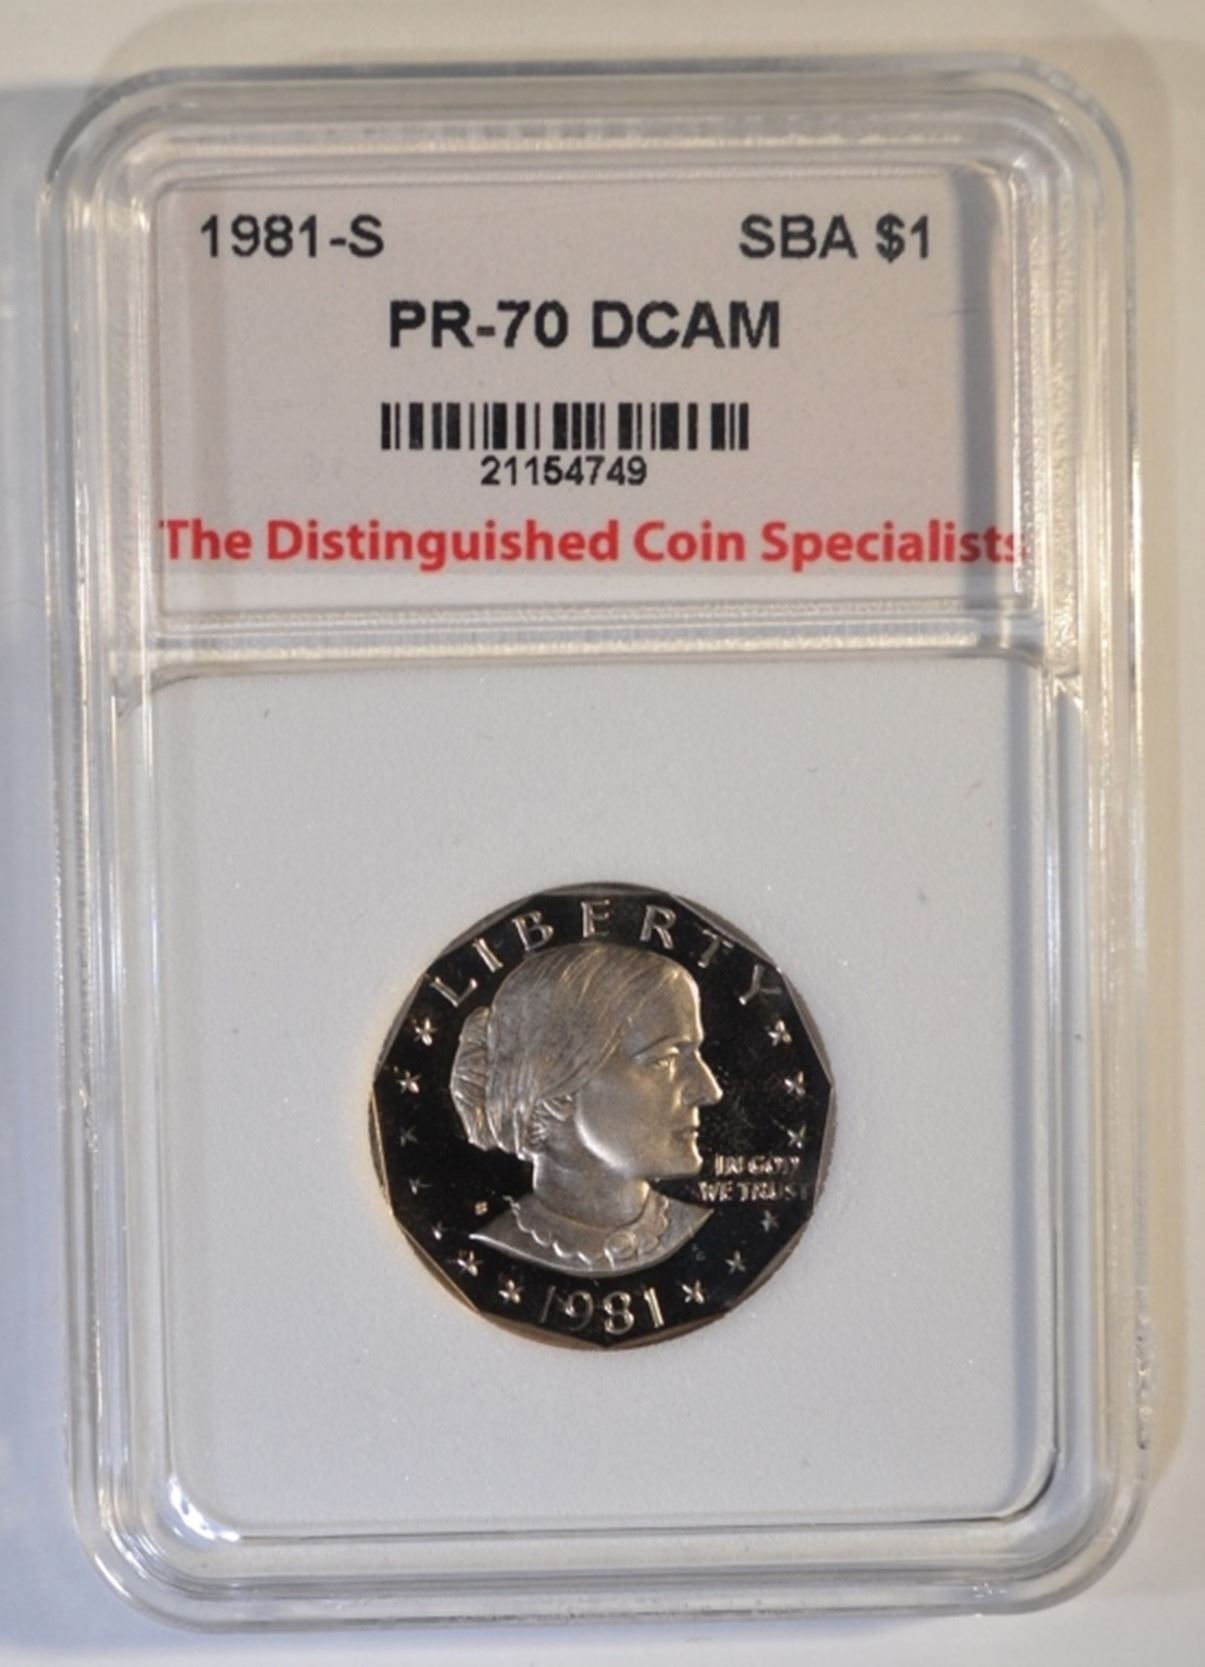 1981-S SBA $1
PR-70 DCAM
21154749
The Distinguished Coin Specialists
LIBERTY
IN GOD
WE TRUST
S
1981